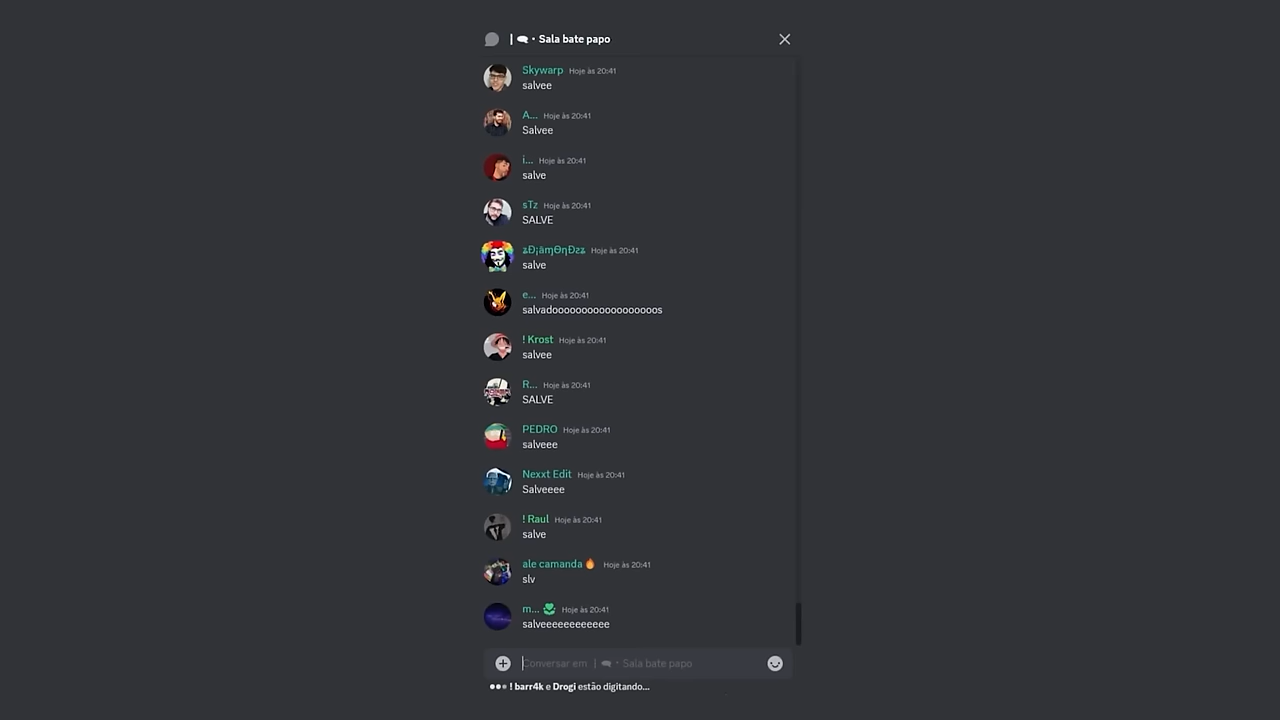 | 🗨 • Sala bate papo
Skywarp Hoje às 20:41
salvee
A... Hoje às 20:41
Salvee
i... Hoje às 20:41
salve
sTz Hoje às 20:41
SALVE
Hoje às 20:41
salve
e... Hoje às 20:41
salvadooooooooooooooooooos
! Krost Hoje às 20:41
salvee
R... Hoje às 20:41
SALVE
PEDRO Hoje às 20:41
salveee
Nexxt Edit Hoje às 20:41
Salveeee
! Raul Hoje às 20:41
salve
ale camanda 🔥 Hoje às 20:41
slv
m... Hoje às 20:41
salveeeeeeeeeeee
Conversar em | 🗨 • Sala bate papo
! barr4k e Drogi estão digitando...